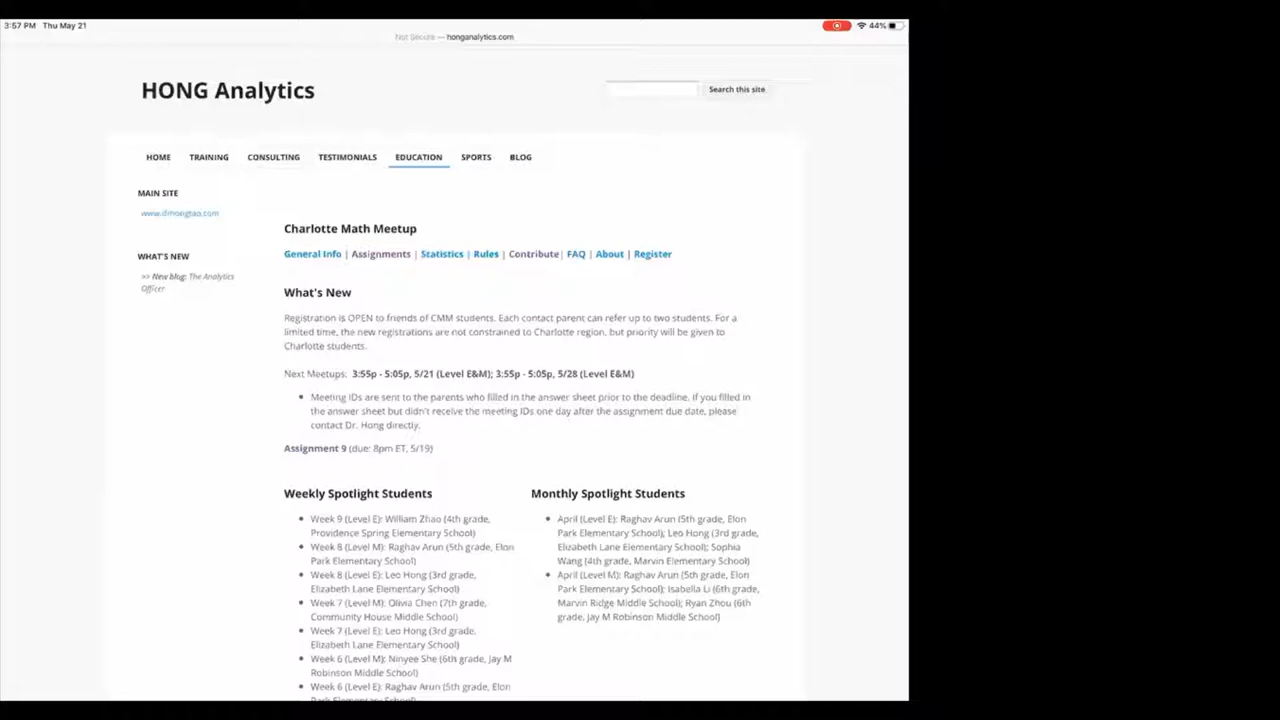 3:57 PM Thu May 21
44%
Not Secure — honganalytics.com
HONG Analytics
Search this site
HOME TRAINING CONSULTING TESTIMONIALS EDUCATION SPORTS BLOG
MAIN SITE
www.drhongtao.com
WHAT'S NEW
>> New blog: The Analytics
Officer
Charlotte Math Meetup
General Info | Assignments | Statistics | Rules | Contribute | FAQ | About | Register
What's New
Registration is OPEN to friends of CMM students. Each contact parent can refer up to two students. For a
limited time, the new registrations are not constrained to Charlotte region, but priority will be given to
Charlotte students.
Next Meetups: 3:55p - 5:05p, 5/21 (Level E&M); 3:55p - 5:05p, 5/28 (Level E&M)
• Meeting IDs are sent to the parents who filled in the answer sheet prior to the deadline. If you filled in
the answer sheet but didn't receive the meeting IDs one day after the assignment due date, please
contact Dr. Hong directly.
Assignment 9 (due: 8pm ET, 5/19)
Weekly Spotlight Students
• Week 9 (Level E): William Zhao (4th grade,
Providence Spring Elementary School)
• Week 8 (Level M): Raghav Arun (5th grade, Elon
Park Elementary School)
• Week 8 (Level E): Leo Hong (3rd grade,
Elizabeth Lane Elementary School)
• Week 7 (Level M): Olivia Chen (7th grade,
Community House Middle School)
• Week 7 (Level E): Leo Hong (3rd grade,
Elizabeth Lane Elementary School)
• Week 6 (Level M): Ninyee She (6th grade, Jay M
Robinson Middle School)
• Week 6 (Level E): Raghav Arun (5th grade, Elon
Park Elementary School)
Monthly Spotlight Students
• April (Level E): Raghav Arun (5th grade, Elon
Park Elementary School); Leo Hong (3rd grade,
Elizabeth Lane Elementary School); Sophia
Wang (4th grade, Marvin Elementary School)
• April (Level M): Raghav Arun (5th grade, Elon
Park Elementary School); Isabella Li (6th grade,
Marvin Ridge Middle School); Ryan Zhou (6th
grade, Jay M Robinson Middle School)